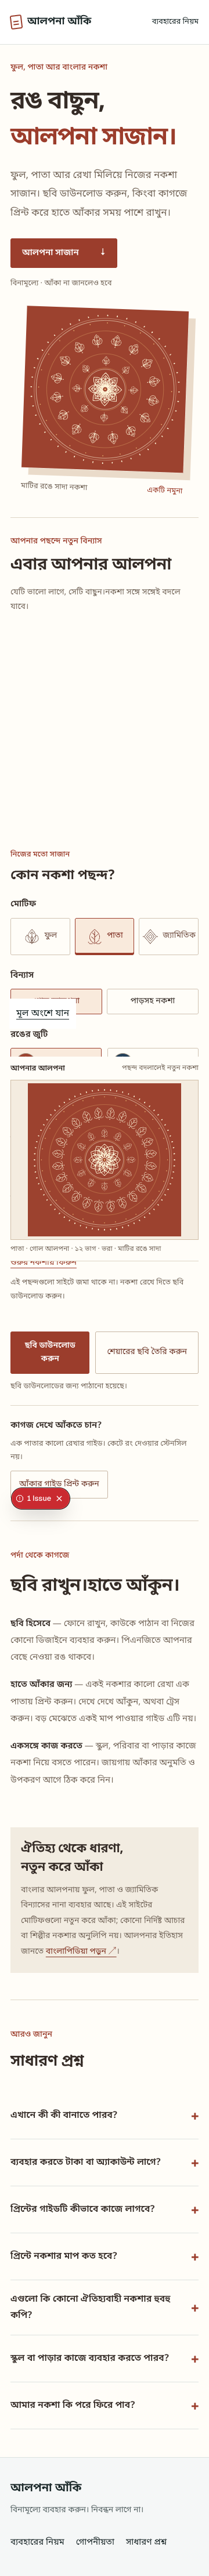 আলপনা আঁকি
ব্যবহারের নিয়ম
ফুল, পাতা আর বাংলার নকশা
রঙ বাছুন,
আলপনা সাজান।
ফুল, পাতা আর রেখা মিলিয়ে নিজের নকশা
সাজান। ছবি ডাউনলোড করুন, কিংবা কাগজে
প্রিন্ট করে হাতে আঁকার সময় পাশে রাখুন।
আলপনা সাজান ↓
বিনামূল্যে · আঁকা না জানলেও হবে
মাটির রঙে সাদা নকশা
একটি নমুনা
আপনার পছন্দে নতুন বিন্যাস
এবার আপনার আলপনা
যেটি ভালো লাগে, সেটি বাছুন।নকশা সঙ্গে সঙ্গেই বদলে
যাবে।
নিজের মতো সাজান
কোন নকশা পছন্দ?
মোটিফ
ফুল
পাতা
জ্যামিতিক
বিন্যাস
পাড়সহ নকশা
মূল অংশে যান
রঙের জুটি
আপনার আলপনা
পছন্দ বদলালেই নতুন নকশা
পাতা · গোল আলপনা · ১২ ভাগ · ভরা · মাটির রঙে সাদা
এই পছন্দগুলো সাইটে জমা থাকে না। নকশা রেখে দিতে ছবি
ডাউনলোড করুন।
ছবি ডাউনলোড
করুন
শেয়ারের ছবি তৈরি করুন
ছবি ডাউনলোডের জন্য পাঠানো হয়েছে।
কাগজ দেখে আঁকতে চান?
এক পাতার কালো রেখার গাইড। কেটে রং দেওয়ার স্টেনসিল
নয়।
আঁকার গাইড প্রিন্ট করুন
1 Issue
পর্দা থেকে কাগজে
ছবি রাখুন।হাতে আঁকুন।
ছবি হিসেবে — ফোনে রাখুন, কাউকে পাঠান বা নিজের
কোনো ডিজাইনে ব্যবহার করুন। পিএনজিতে আপনার
বেছে নেওয়া রঙ থাকবে।
হাতে আঁকার জন্য — একই নকশার কালো রেখা এক
পাতায় প্রিন্ট করুন। দেখে দেখে আঁকুন, অথবা ট্রেস
করুন। বড় মেঝেতে একই মাপ পাওয়ার গাইড এটি নয়।
একসঙ্গে কাজ করতে — স্কুল, পরিবার বা পাড়ার কাজে
নকশা নিয়ে বসতে পারেন। জায়গায় আঁকার অনুমতি ও
উপকরণ আগে ঠিক করে নিন।
ঐতিহ্য থেকে ধারণা,
নতুন করে আঁকা
বাংলার আলপনায় ফুল, পাতা ও জ্যামিতিক
বিন্যাসের নানা ব্যবহার আছে। এই সাইটের
মোটিফগুলো নতুন করে আঁকা; কোনো নির্দিষ্ট আচার
বা শিল্পীর নকশার অনুলিপি নয়। আলপনার ইতিহাস
জানতে বাংলাপিডিয়া পড়ুন ↗।
আরও জানুন
সাধারণ প্রশ্ন
এখানে কী কী বানাতে পারব?
ব্যবহার করতে টাকা বা অ্যাকাউন্ট লাগে?
প্রিন্টের গাইডটি কীভাবে কাজে লাগবে?
প্রিন্টে নকশার মাপ কত হবে?
এগুলো কি কোনো ঐতিহ্যবাহী নকশার হুবহু
কপি?
স্কুল বা পাড়ার কাজে ব্যবহার করতে পারব?
আমার নকশা কি পরে ফিরে পাব?
আলপনা আঁকি
বিনামূল্যে ব্যবহার করুন। নিবন্ধন লাগে না।
ব্যবহারের নিয়ম
গোপনীয়তা
সাধারণ প্রশ্ন